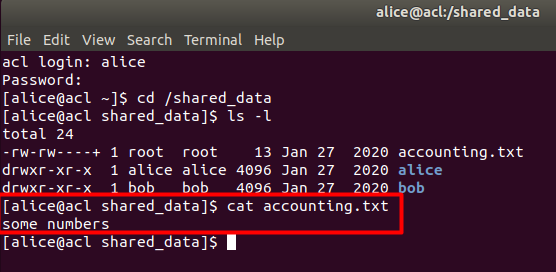 alice@acl:/shared_data
File Edit View Search Terminal Help
acl login: alice
Password:
[alice@acl ~]$ cd /shared_data
[alice@acl shared_data]$ ls -l
total 24
-rw-rw----+ 1 root  root    13 Jan 27  2020 accounting.txt
drwxr-xr-x  1 alice alice 4096 Jan 27  2020 alice
drwxr-xr-x  1 bob   bob   4096 Jan 27  2020 bob
[alice@acl shared_data]$ cat accounting.txt
some numbers
[alice@acl shared_data]$